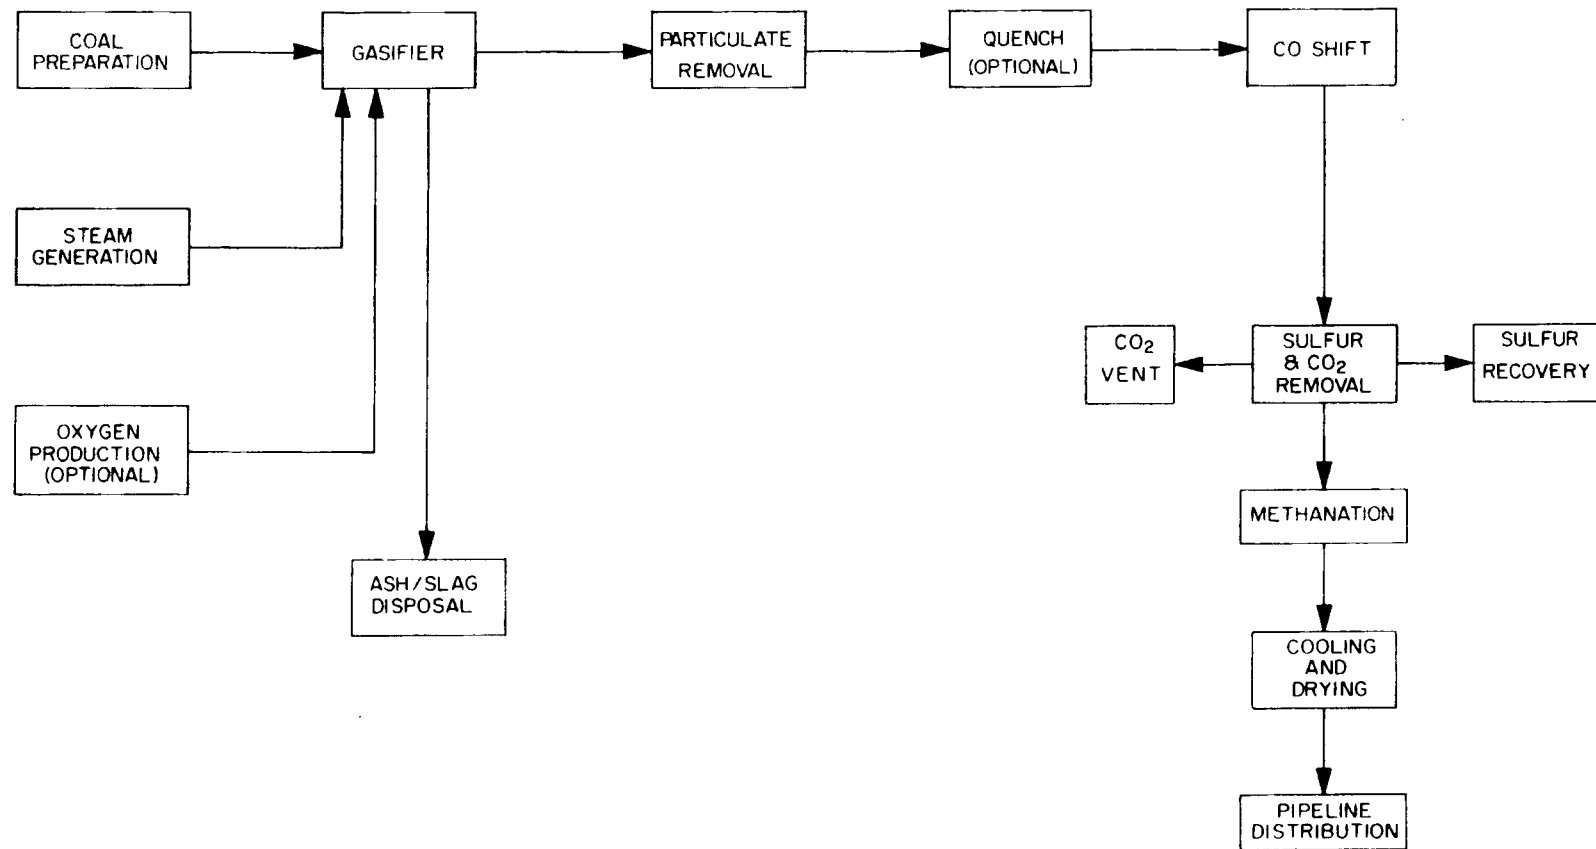 COAL
PREPARATION
GASIFIER
PARTICULATE
REMOVAL
QUENCH
(OPTIONAL)
CO SHIFT
STEAM
GENERATION
CO₂
VENT
SULFUR
& CO₂
REMOVAL
SULFUR
RECOVERY
OXYGEN
PRODUCTION
(OPTIONAL)
METHANATION
ASH/SLAG
DISPOSAL
COOLING
AND
DRYING
PIPELINE
DISTRIBUTION